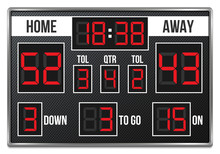 HOME 18:38 AWAY
TOL QTR TOL
52 3 4 2 43
3 DOWN 3 TO GO 15 ON